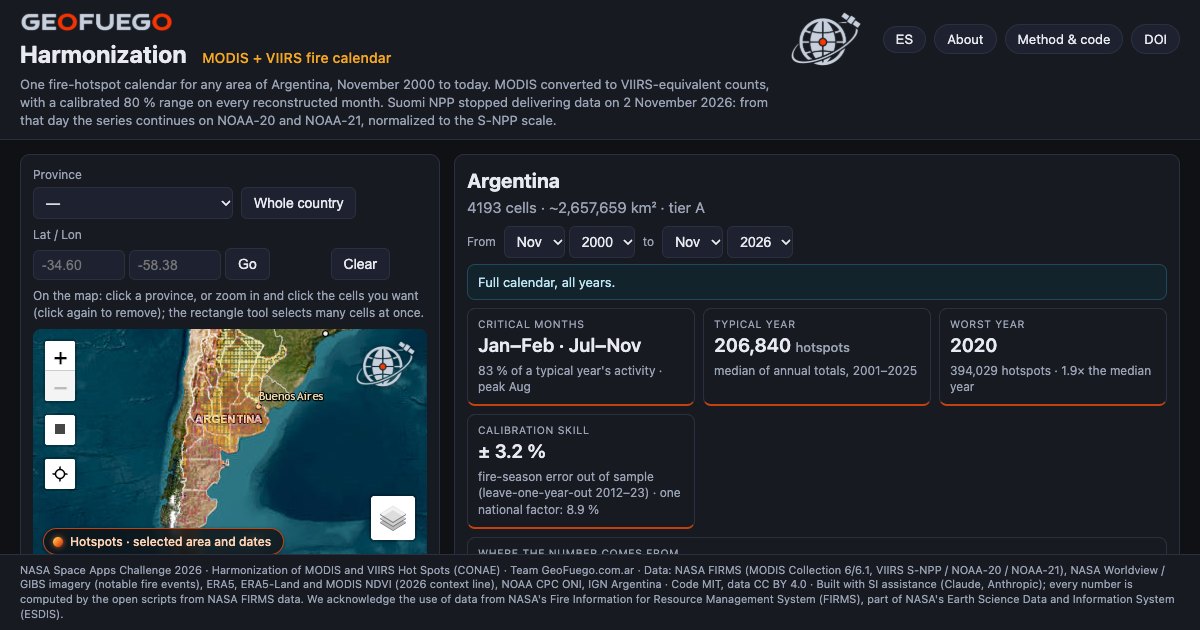 GEOFUEGO
Harmonization MODIS + VIIRS fire calendar
One fire-hotspot calendar for any area of Argentina, November 2000 to today. MODIS converted to VIIRS-equivalent counts,
with a calibrated 80 % range on every reconstructed month. Suomi NPP stopped delivering data on 2 November 2026: from
that day the series continues on NOAA-20 and NOAA-21, normalized to the S-NPP scale.
ES About Method & code DOI
Province
—
Whole country
Lat / Lon
-34.60 -58.38 Go Clear
On the map: click a province, or zoom in and click the cells you want
(click again to remove); the rectangle tool selects many cells at once.
+
−
Buenos Aires
ARGENTINA
Hotspots · selected area and dates
Argentina
4193 cells · ~2,657,659 km² · tier A
From Nov 2000 to Nov 2026
Full calendar, all years.
CRITICAL MONTHS
Jan–Feb · Jul–Nov
83 % of a typical year's activity ·
peak Aug
TYPICAL YEAR
206,840 hotspots
median of annual totals, 2001–2025
WORST YEAR
2020
394,029 hotspots · 1.9× the median
year
CALIBRATION SKILL
± 3.2 %
fire-season error out of sample
(leave-one-year-out 2012–23) · one
national factor: 8.9 %
WHERE THE NUMBER COMES FROM
NASA Space Apps Challenge 2026 · Harmonization of MODIS and VIIRS Hot Spots (CONAE) · Team GeoFuego.com.ar · Data: NASA FIRMS (MODIS Collection 6/6.1, VIIRS S-NPP / NOAA-20 / NOAA-21), NASA Worldview /
GIBS imagery (notable fire events), ERA5, ERA5-Land and MODIS NDVI (2026 context line), NOAA CPC ONI, IGN Argentina · Code MIT, data CC BY 4.0 · Built with SI assistance (Claude, Anthropic); every number is
computed by the open scripts from NASA FIRMS data. We acknowledge the use of data from NASA's Fire Information for Resource Management System (FIRMS), part of NASA's Earth Science Data and Information System
(ESDIS).